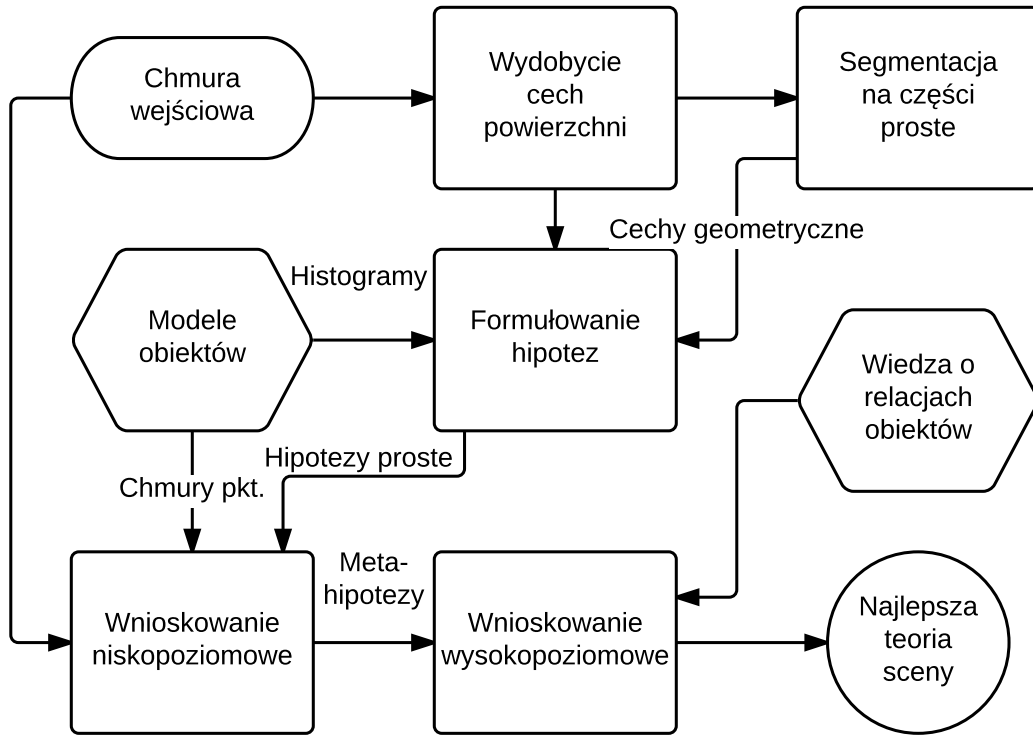 Chmura
wejściowa
Wydobycie
cech
powierzchni
Segmentacja
na części
proste
Cechy geometryczne
Histogramy
Modele
obiektów
Formułowanie
hipotez
Wiedza o
relacjach
obiektów
Hipotezy proste
Chmury pkt.
Meta-
hipotezy
Wnioskowanie
niskopoziomowe
Wnioskowanie
wysokopoziomowe
Najlepsza
teoria
sceny